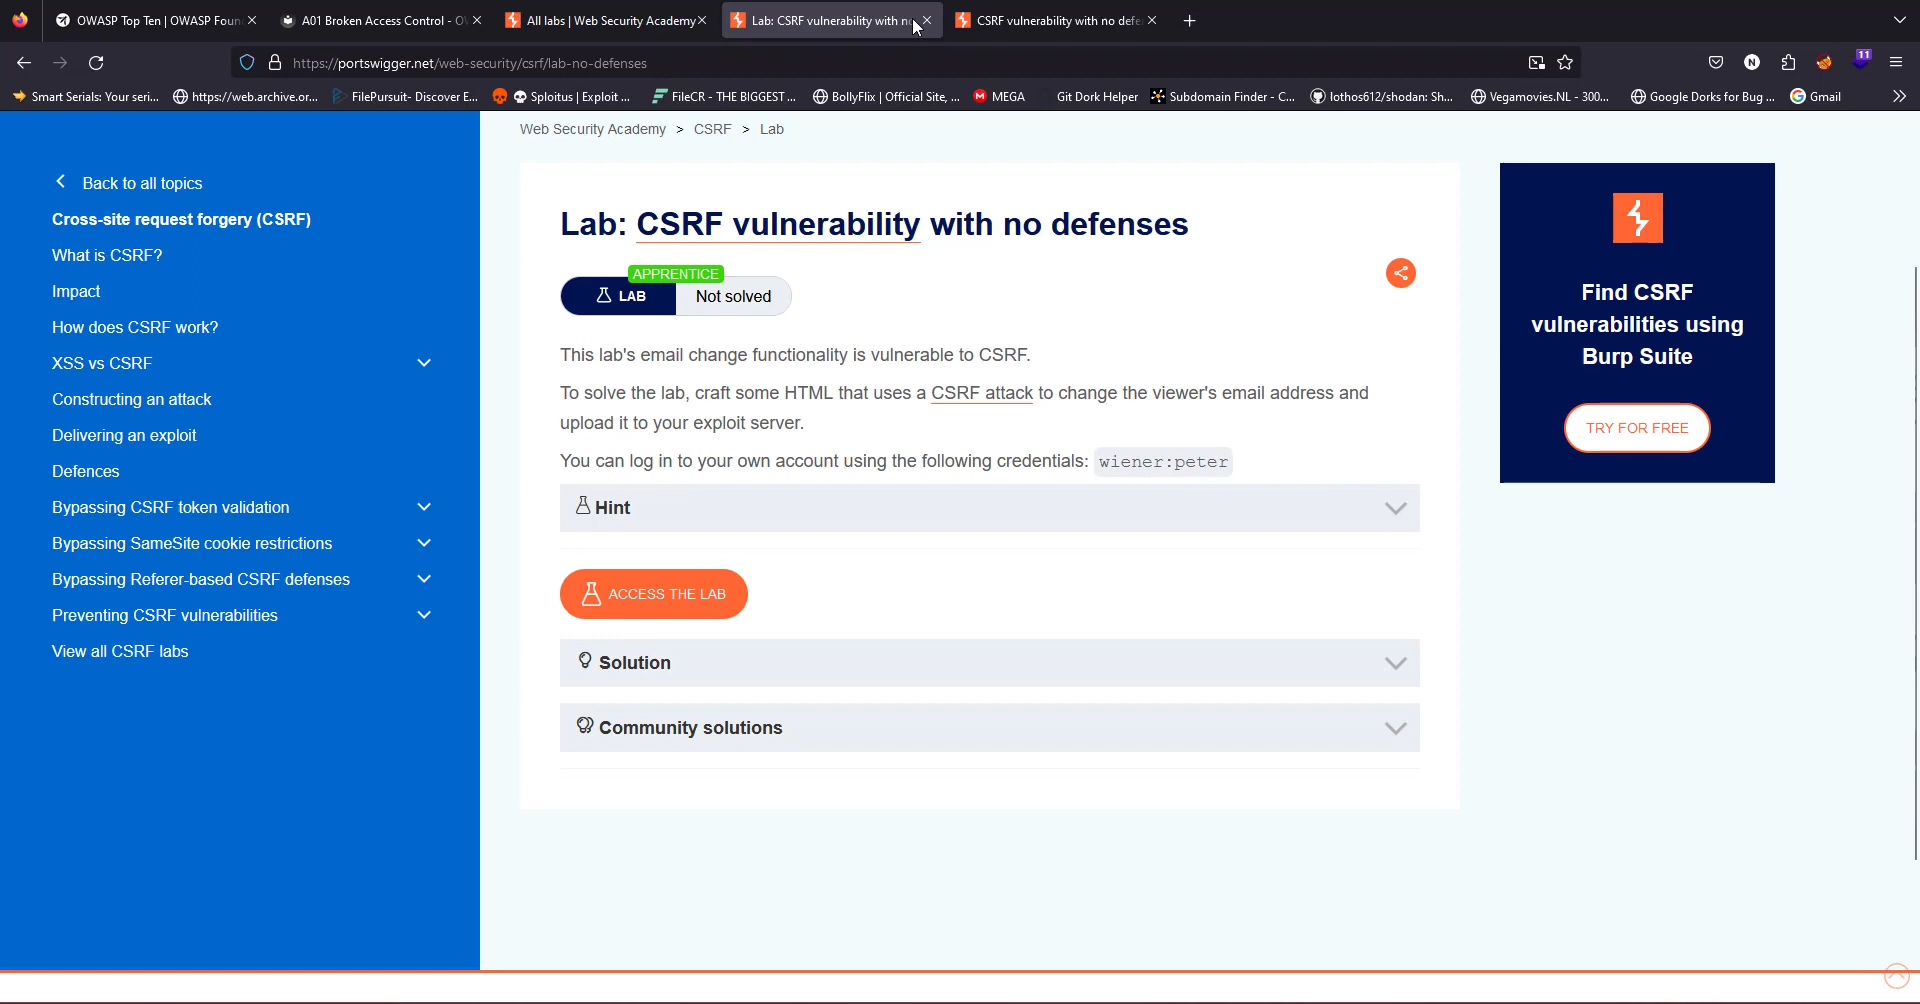 OWASP Top Ten | OWASP Foun
A01 Broken Access Control - O
All labs | Web Security Academy
Lab: CSRF vulnerability with n
CSRF vulnerability with no defe
https://portswigger.net/web-security/csrf/lab-no-defenses
N
11
Smart Serials: Your seri...
https://web.archive.or...
FilePursuit- Discover E...
Sploitus | Exploit ...
FileCR - THE BIGGEST ...
BollyFlix | Official Site, ...
M MEGA
Git Dork Helper
Subdomain Finder - C...
lothos612/shodan: Sh...
Vegamovies.NL - 300...
Google Dorks for Bug ...
G Gmail
Web Security Academy > CSRF > Lab
Back to all topics
Cross-site request forgery (CSRF)
What is CSRF?
Impact
How does CSRF work?
XSS vs CSRF
Constructing an attack
Delivering an exploit
Defences
Bypassing CSRF token validation
Bypassing SameSite cookie restrictions
Bypassing Referer-based CSRF defenses
Preventing CSRF vulnerabilities
View all CSRF labs
Lab: CSRF vulnerability with no defenses
APPRENTICE
LAB
Not solved
This lab's email change functionality is vulnerable to CSRF.
To solve the lab, craft some HTML that uses a CSRF attack to change the viewer's email address and
upload it to your exploit server.
You can log in to your own account using the following credentials: wiener:peter
Hint
ACCESS THE LAB
Solution
Community solutions
Find CSRF
vulnerabilities using
Burp Suite
TRY FOR FREE